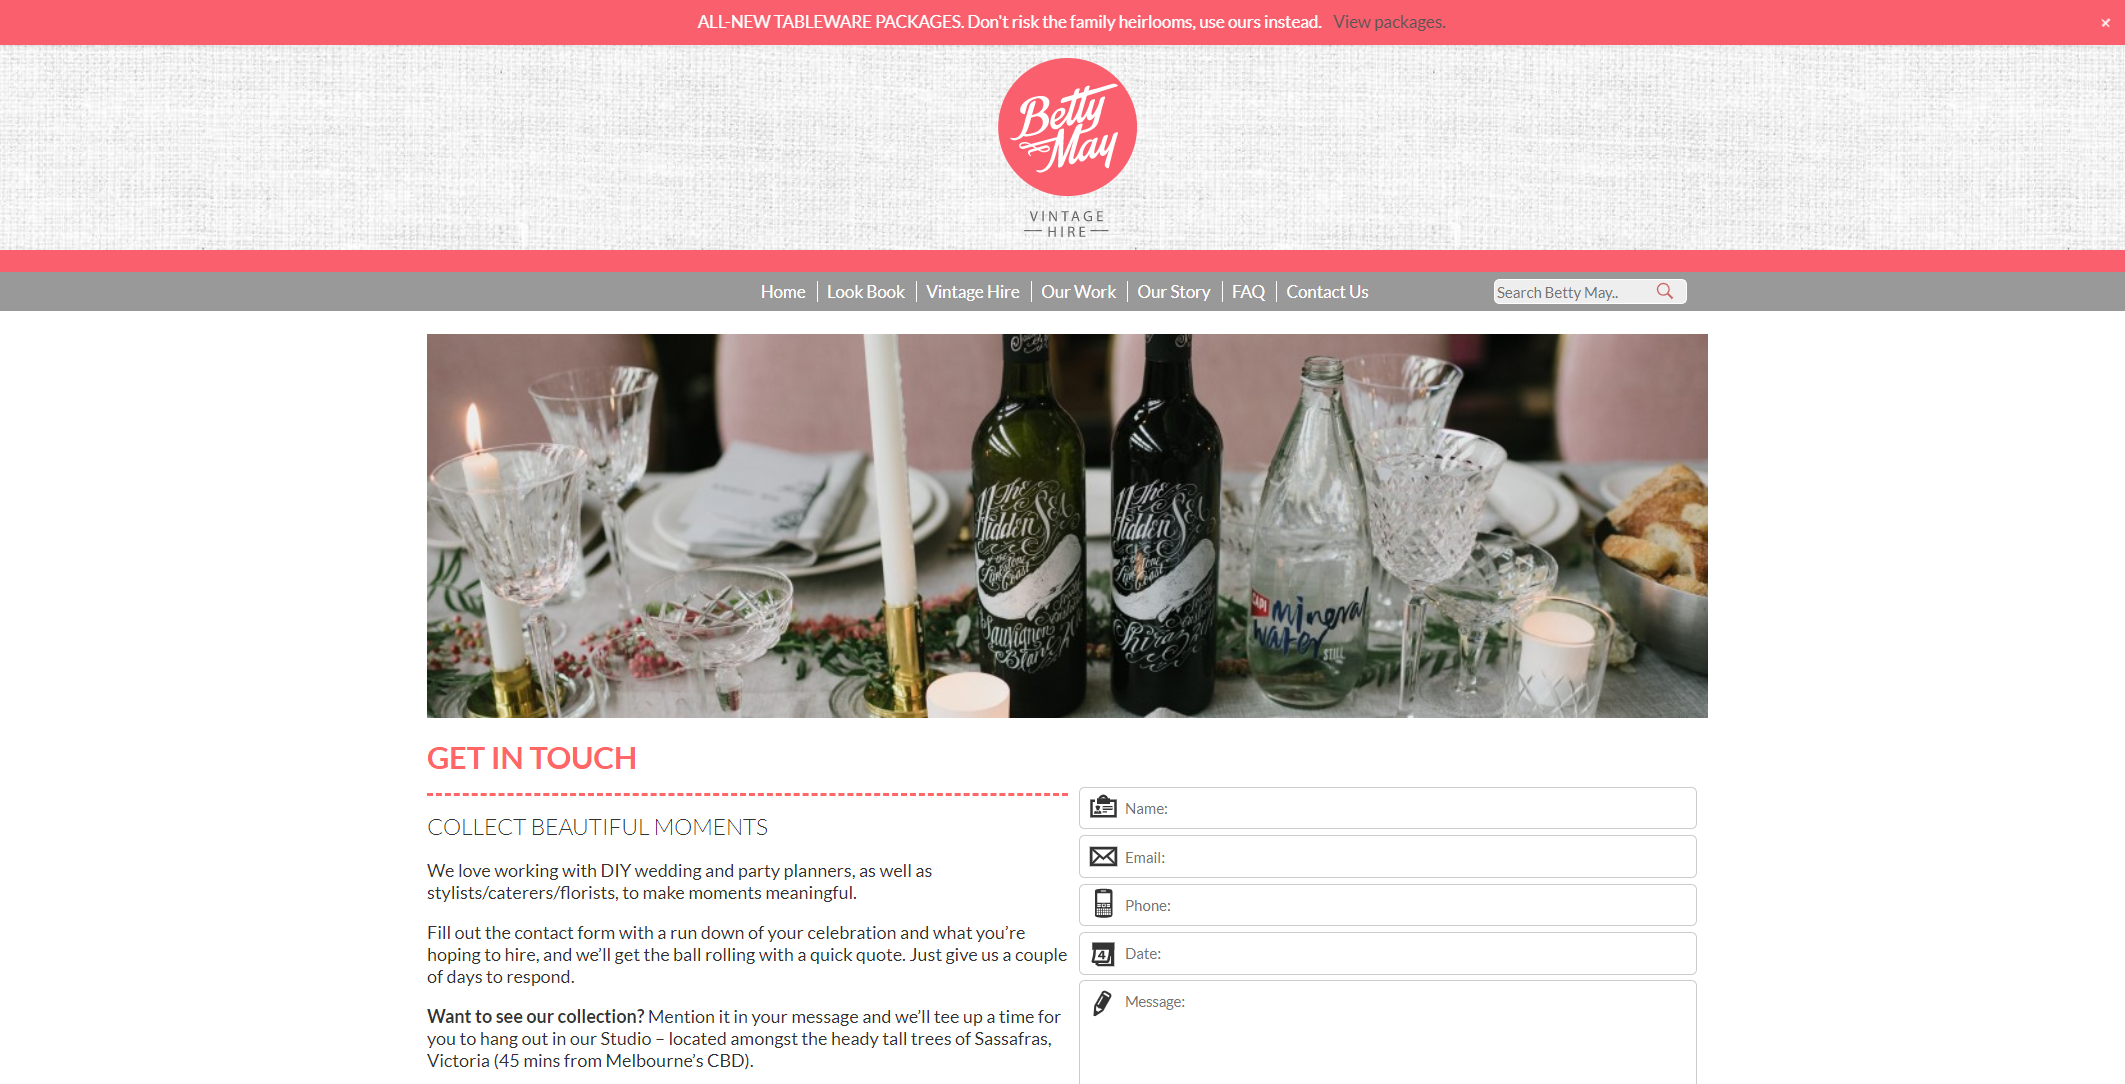 ALL-NEW TABLEWARE PACKAGES. Don't risk the family heirlooms, use ours instead. View packages. ×
Betty
May
VINTAGE
HIRE
Home Look Book Vintage Hire Our Work Our Story FAQ Contact Us Search Betty May..
The
Hidden Sea
Sauvignon
Blanc
The
Hidden Sea
Shiraz
CAPI
mineral
water
STILL
GET IN TOUCH
COLLECT BEAUTIFUL MOMENTS
We love working with DIY wedding and party planners, as well as
stylists/caterers/florists, to make moments meaningful.
Fill out the contact form with a run down of your celebration and what you’re
hoping to hire, and we’ll get the ball rolling with a quick quote. Just give us a couple
of days to respond.
Want to see our collection? Mention it in your message and we’ll tee up a time for
you to hang out in our Studio – located amongst the heady tall trees of Sassafras,
Victoria (45 mins from Melbourne’s CBD).
Name:
Email:
Phone:
4
Date:
Message: